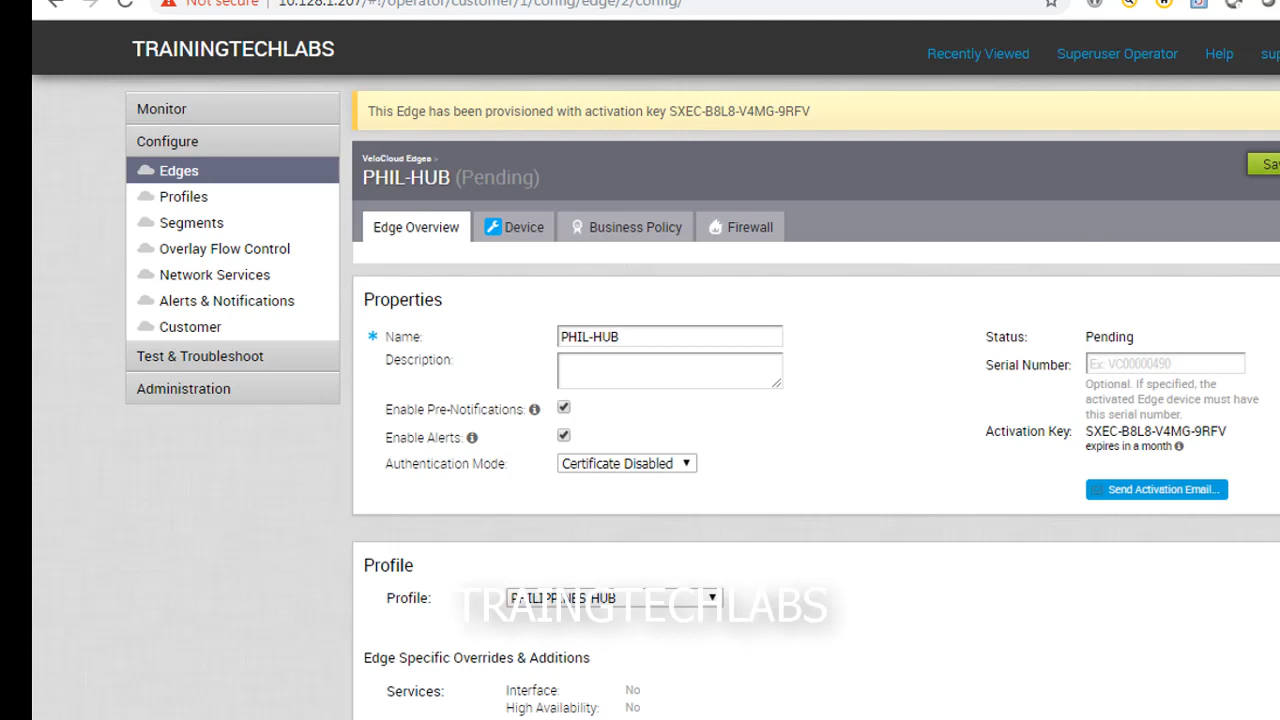 Not secure 10.128.1.207/#!/operator/customer/1/config/edge/2/config/
TRAININGTECHLABS
Recently Viewed Superuser Operator Help sup
Monitor
Configure
Edges
Profiles
Segments
Overlay Flow Control
Network Services
Alerts & Notifications
Customer
Test & Troubleshoot
Administration
This Edge has been provisioned with activation key SXEC-B8L8-V4MG-9RFV
VeloCloud Edges >
PHIL-HUB (Pending)
Sa
Edge Overview Device Business Policy Firewall
Properties
Name: PHIL-HUB
Description:
Enable Pre-Notifications:
Enable Alerts:
Authentication Mode: Certificate Disabled
Status: Pending
Serial Number: Ex: VC00000490
Optional. If specified, the
activated Edge device must have
this serial number.
Activation Key: SXEC-B8L8-V4MG-9RFV
expires in a month
Send Activation Email...
Profile
Profile: PHILIPPINES HUB
TRAINGTECHLABS
Edge Specific Overrides & Additions
Services: Interface: No
High Availability: No